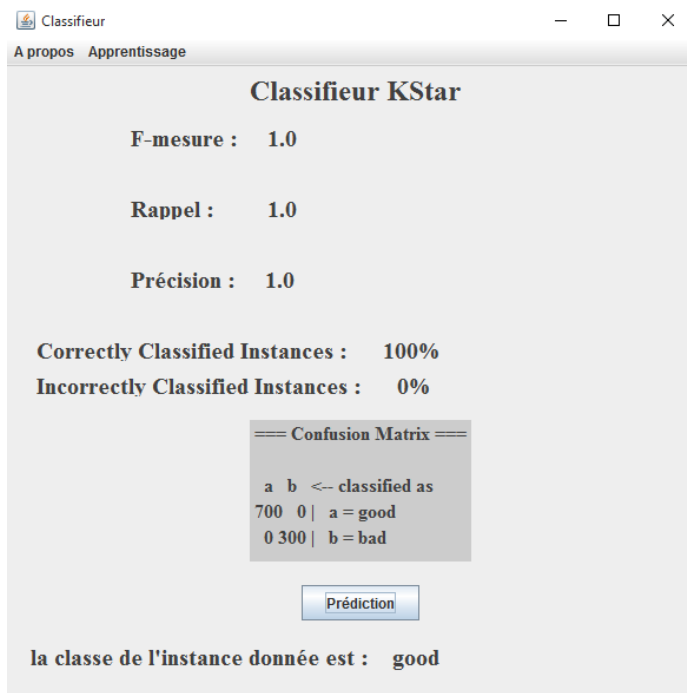 Classifieur
A propos Apprentissage
Classifieur KStar
F-mesure : 1.0
Rappel : 1.0
Précision : 1.0
Correctly Classified Instances : 100%
Incorrectly Classified Instances : 0%
=== Confusion Matrix ===
a b <-- classified as
700 0 | a = good
0 300 | b = bad
Prédiction
la classe de l'instance donnée est : good